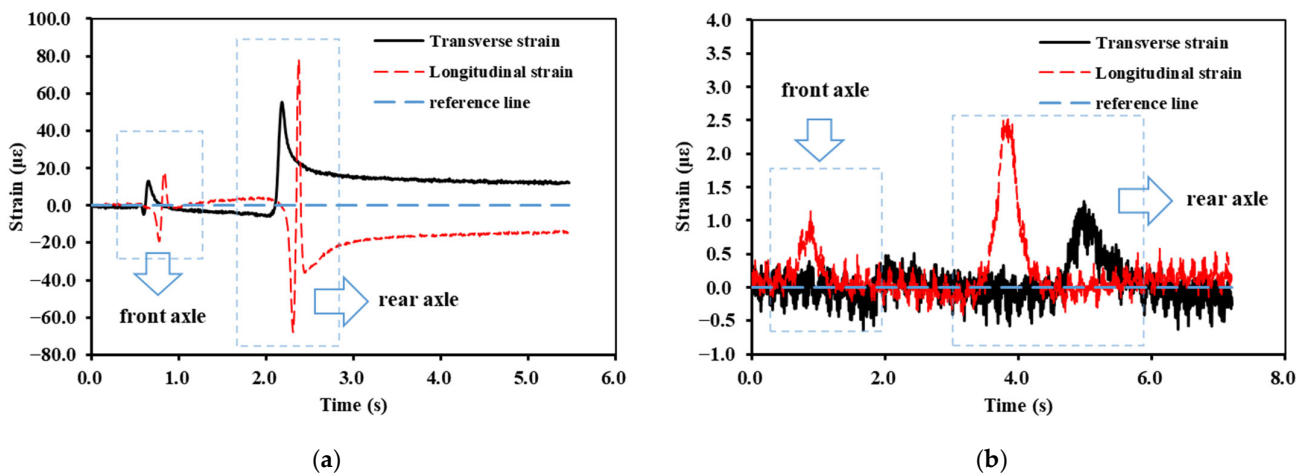 100.0
80.0
60.0
40.0
20.0
0.0
−20.0
−40.0
−60.0
−80.0
Strain (με)
0.0 1.0 2.0 3.0 4.0 5.0 6.0
Time (s)
Transverse strain
Longitudinal strain
reference line
front axle
rear axle
(a)
4.0
3.5
3.0
2.5
2.0
1.5
1.0
0.5
0.0
−0.5
−1.0
Strain (με)
0.0 2.0 4.0 6.0 8.0
Time (s)
Transverse strain
Longitudinal strain
reference line
front axle
rear axle
(b)